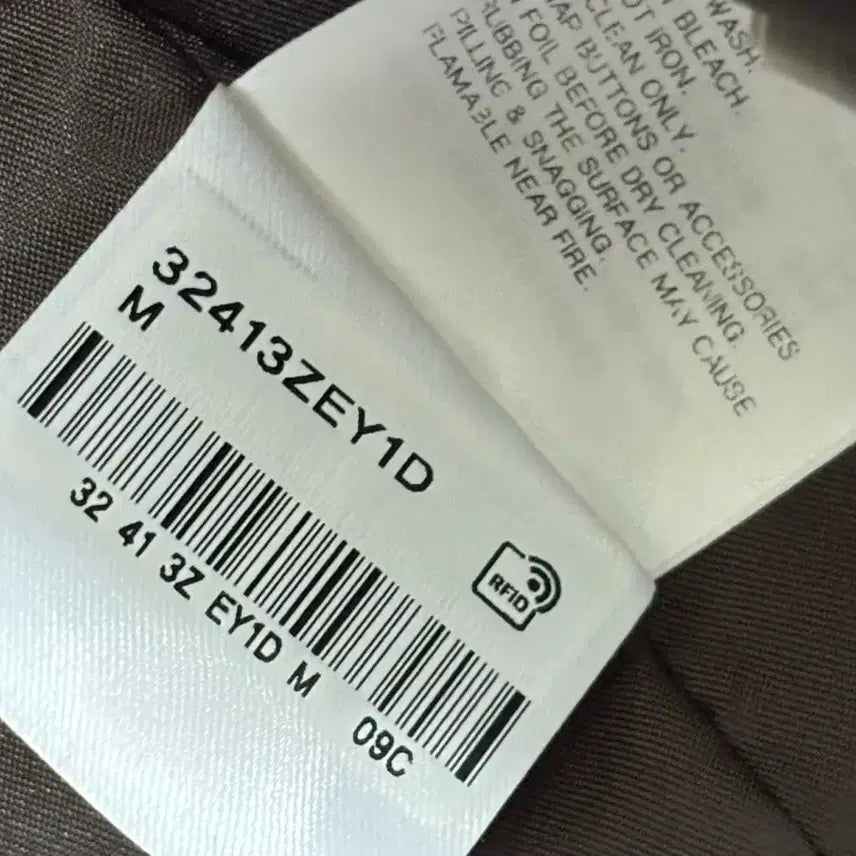 WASH.
BLEACH.
IRON.
CLEAN ONLY.
BUTTONS OR ACCESSORIES
FOIL BEFORE DRY CLEANING.
RUBBING THE SURFACE MAY CAUSE
PILLING & SNAGGING.
FLAMABLE NEAR FIRE.
32413ZEY1D
M
32 41 3Z EY1D M
09C
RFID